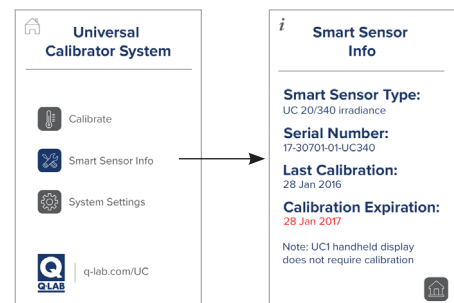 Universal
Calibrator System
Calibrate
Smart Sensor Info
System Settings
Q-LAB
q-lab.com/UC
i
Smart Sensor
Info
Smart Sensor Type:
UC 20/340 irradiance
Serial Number:
17-30701-01-UC340
Last Calibration:
28 Jan 2016
Calibration Expiration:
28 Jan 2017
Note: UC1 handheld display
does not require calibration